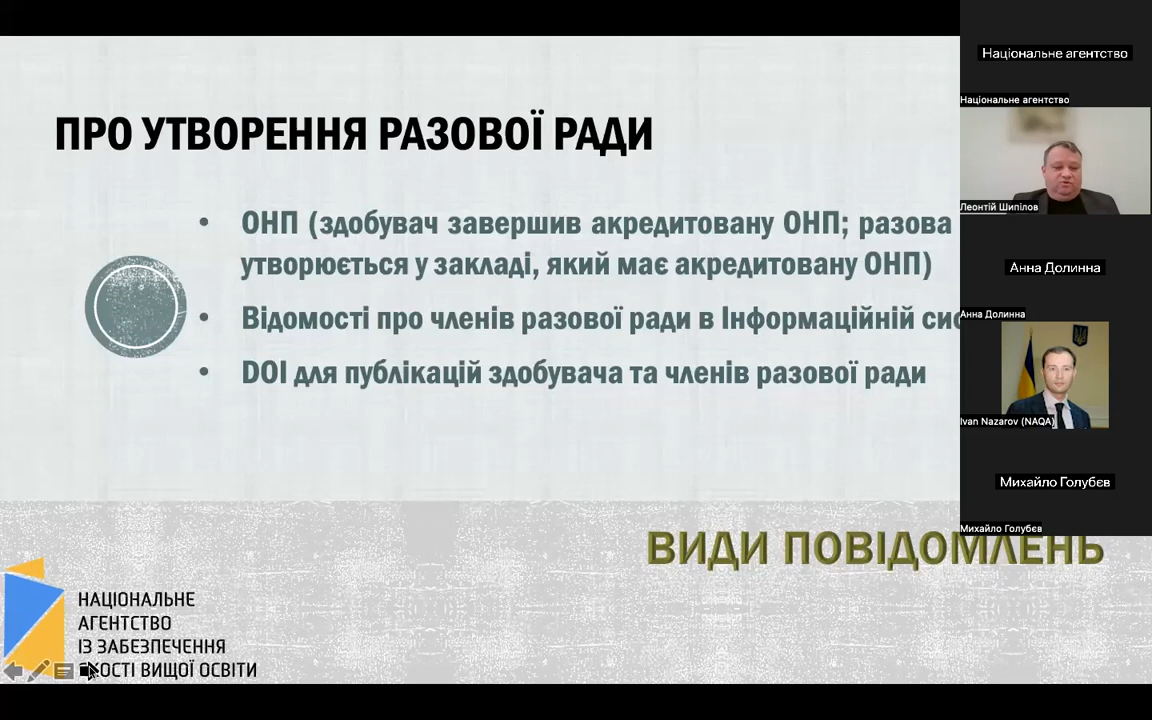 ПРО УТВОРЕННЯ РАЗОВОЇ РАДИ
• ОНП (здобувач завершив акредитовану ОНП; разова
утворюється у закладі, який має акредитовану ОНП)
• Відомості про членів разової ради в Інформаційній
• DOI для публікацій здобувача та членів разової ради
ВИДИ ПОВІДОМЛЕНЬ
НАЦІОНАЛЬНЕ
АГЕНТСТВО
ІЗ ЗАБЕЗПЕЧЕННЯ
ЯКОСТІ ВИЩОЇ ОСВІТИ
Національне агентство
Національне агентство
Леонтій Шипілов
Анна Долинна
Анна Долинна
Ivan Nazarov (NAQA)
Михайло Голубєв
Михайло Голубєв